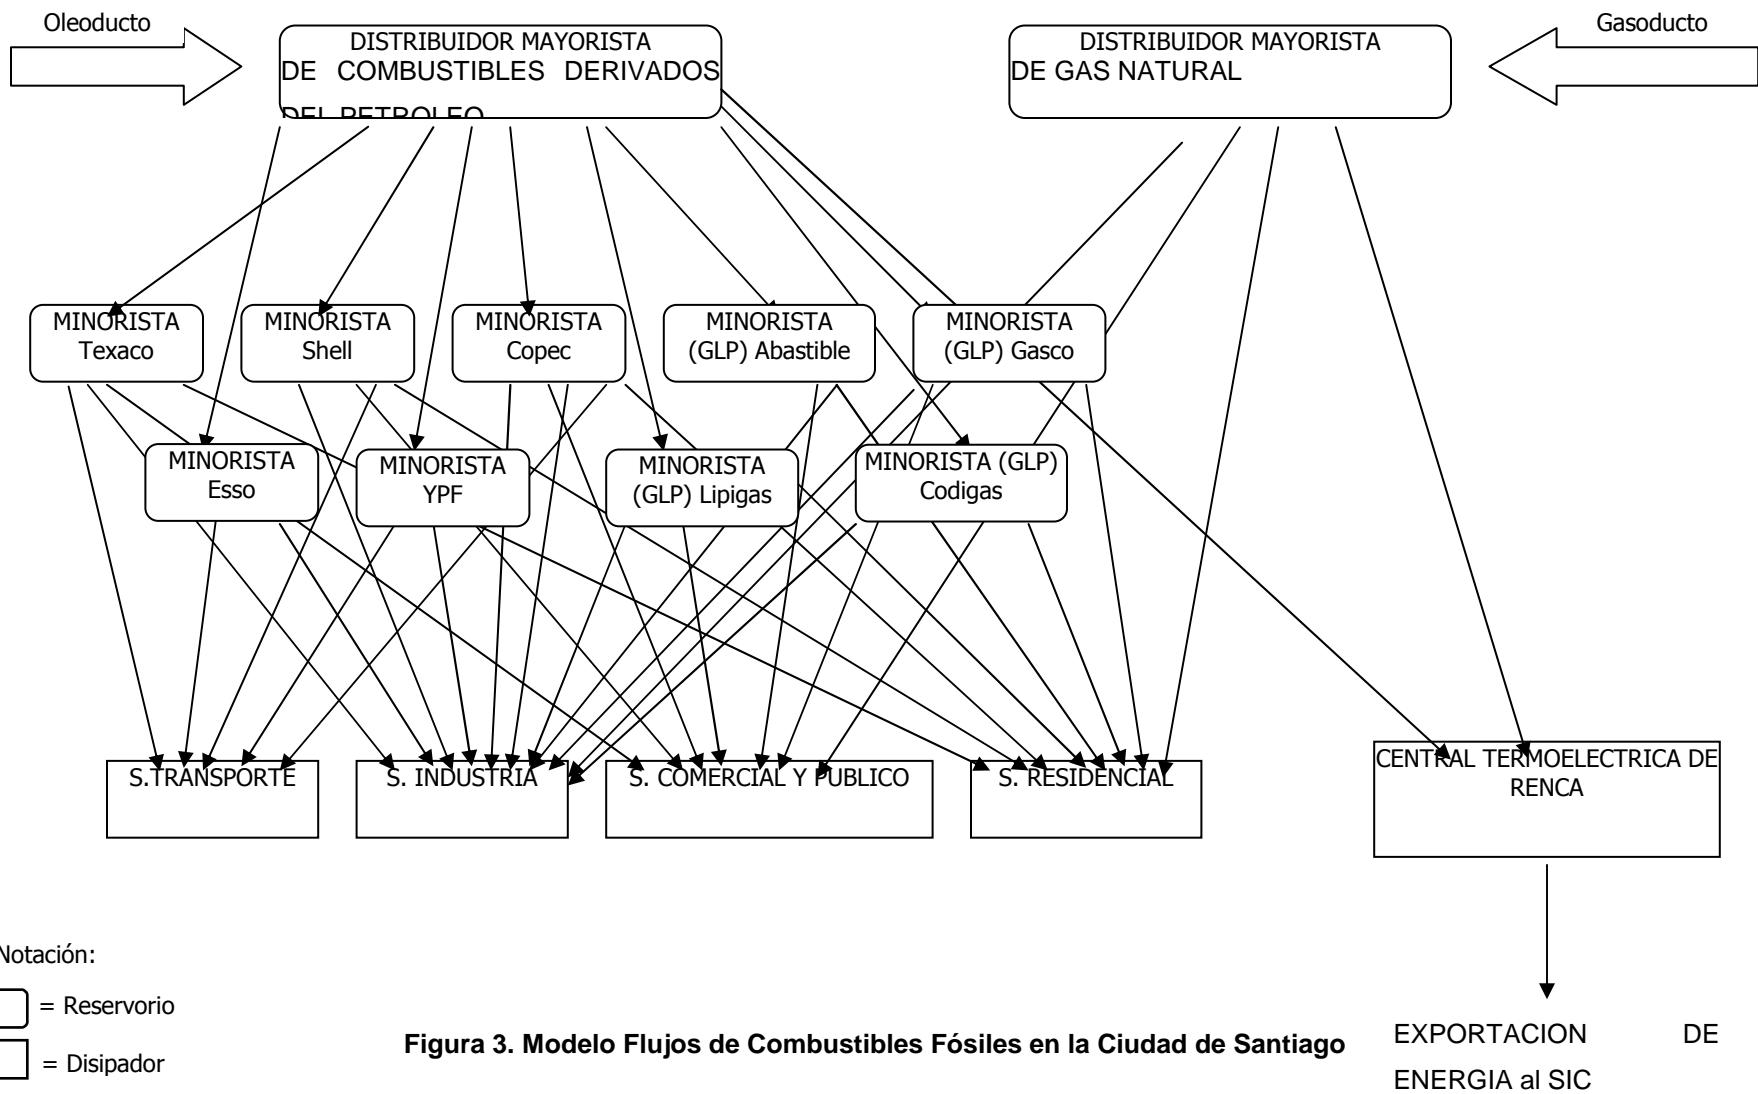 Oleoducto
Gasoducto
DISTRIBUIDOR MAYORISTA
DE COMBUSTIBLES DERIVADOS
DEL PETROLEO
DISTRIBUIDOR MAYORISTA
DE GAS NATURAL
MINORISTA
Texaco
MINORISTA
Shell
MINORISTA
Copec
MINORISTA
(GLP) Abastible
MINORISTA
(GLP) Gasco
MINORISTA
Esso
MINORISTA
YPF
MINORISTA
(GLP) Lipigas
MINORISTA (GLP)
Codigas
S.TRANSPORTE
S. INDUSTRIA
S. COMERCIAL Y PUBLICO
S. RESIDENCIAL
CENTRAL TERMOELECTRICA DE
RENCA
Notación:
= Reservorio
= Disipador
Figura 3. Modelo Flujos de Combustibles Fósiles en la Ciudad de Santiago
EXPORTACION DE
ENERGIA al SIC